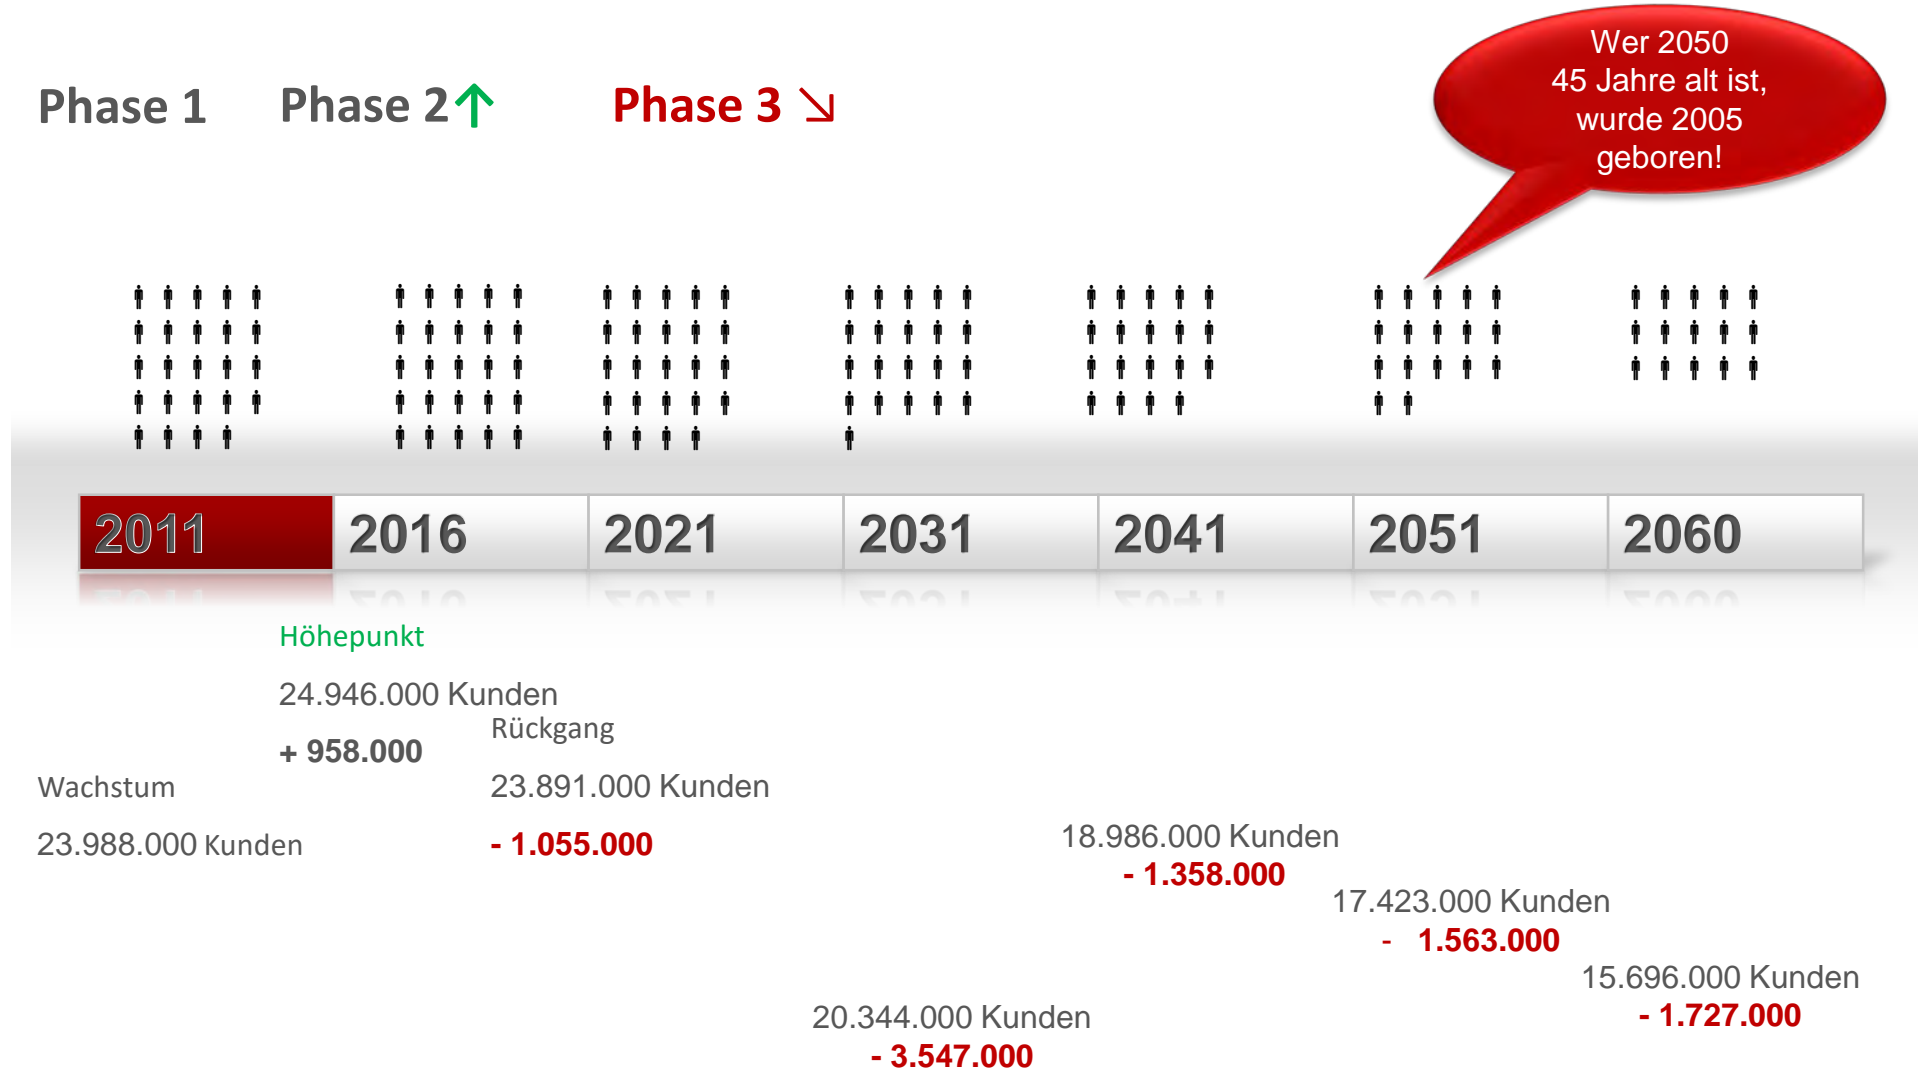 Wer 2050
45 Jahre alt ist,
wurde 2005
geboren!
Phase 1
Phase 2
Phase 3
2011
2016
2021
2031
2041
2051
2060
Höhepunkt
24.946.000 Kunden
+ 958.000
Rückgang
23.891.000 Kunden
- 1.055.000
Wachstum
23.988.000 Kunden
18.986.000 Kunden
- 1.358.000
17.423.000 Kunden
- 1.563.000
15.696.000 Kunden
- 1.727.000
20.344.000 Kunden
- 3.547.000